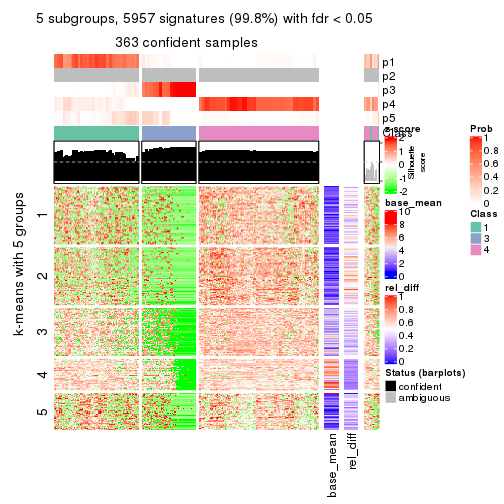 5 subgroups, 5957 signatures (99.8%) with fdr < 0.05
363 confident samples
p1
p2
p3
p4
p5
Class
Silhouette
score
k-means with 5 groups
1
2
3
4
5
base_mean
rel_diff
z-score
2
1
0
-1
-2
base_mean
10
8
6
4
2
0
rel_diff
1
0.8
0.6
0.4
0.2
0
Status (barplots)
confident
ambiguous
Prob
1
0.8
0.6
0.4
0.2
0
Class
1
3
4